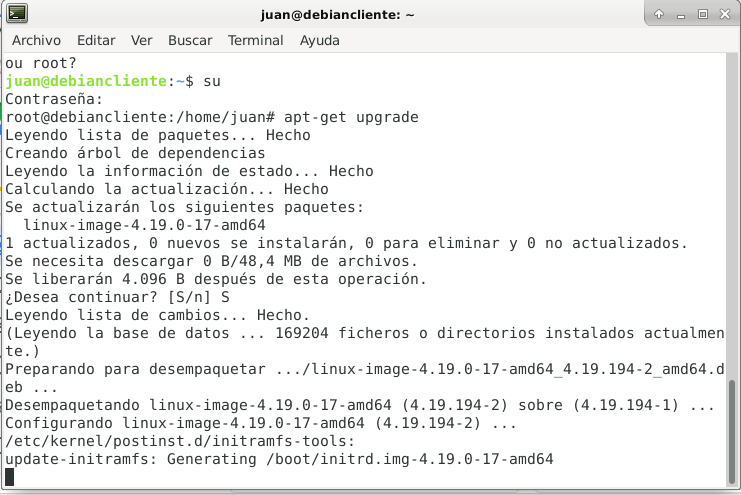 juan@debiancliente: ~
Archivo Editar Ver Buscar Terminal Ayuda
ou root?
juan@debiancliente:~$ su
Contraseña:
root@debiancliente:/home/juan# apt-get upgrade
Leyendo lista de paquetes... Hecho
Creando árbol de dependencias
Leyendo la información de estado... Hecho
Calculando la actualización... Hecho
Se actualizarán los siguientes paquetes:
  linux-image-4.19.0-17-amd64
1 actualizados, 0 nuevos se instalarán, 0 para eliminar y 0 no actualizados.
Se necesita descargar 0 B/48,4 MB de archivos.
Se liberarán 4.096 B después de esta operación.
¿Desea continuar? [S/n] S
Leyendo lista de cambios... Hecho.
(Leyendo la base de datos ... 169204 ficheros o directorios instalados actualmen
te.)
Preparando para desempaquetar .../linux-image-4.19.0-17-amd64_4.19.194-2_amd64.d
eb ...
Desempaquetando linux-image-4.19.0-17-amd64 (4.19.194-2) sobre (4.19.194-1) ...
Configurando linux-image-4.19.0-17-amd64 (4.19.194-2) ...
/etc/kernel/postinst.d/initramfs-tools:
update-initramfs: Generating /boot/initrd.img-4.19.0-17-amd64